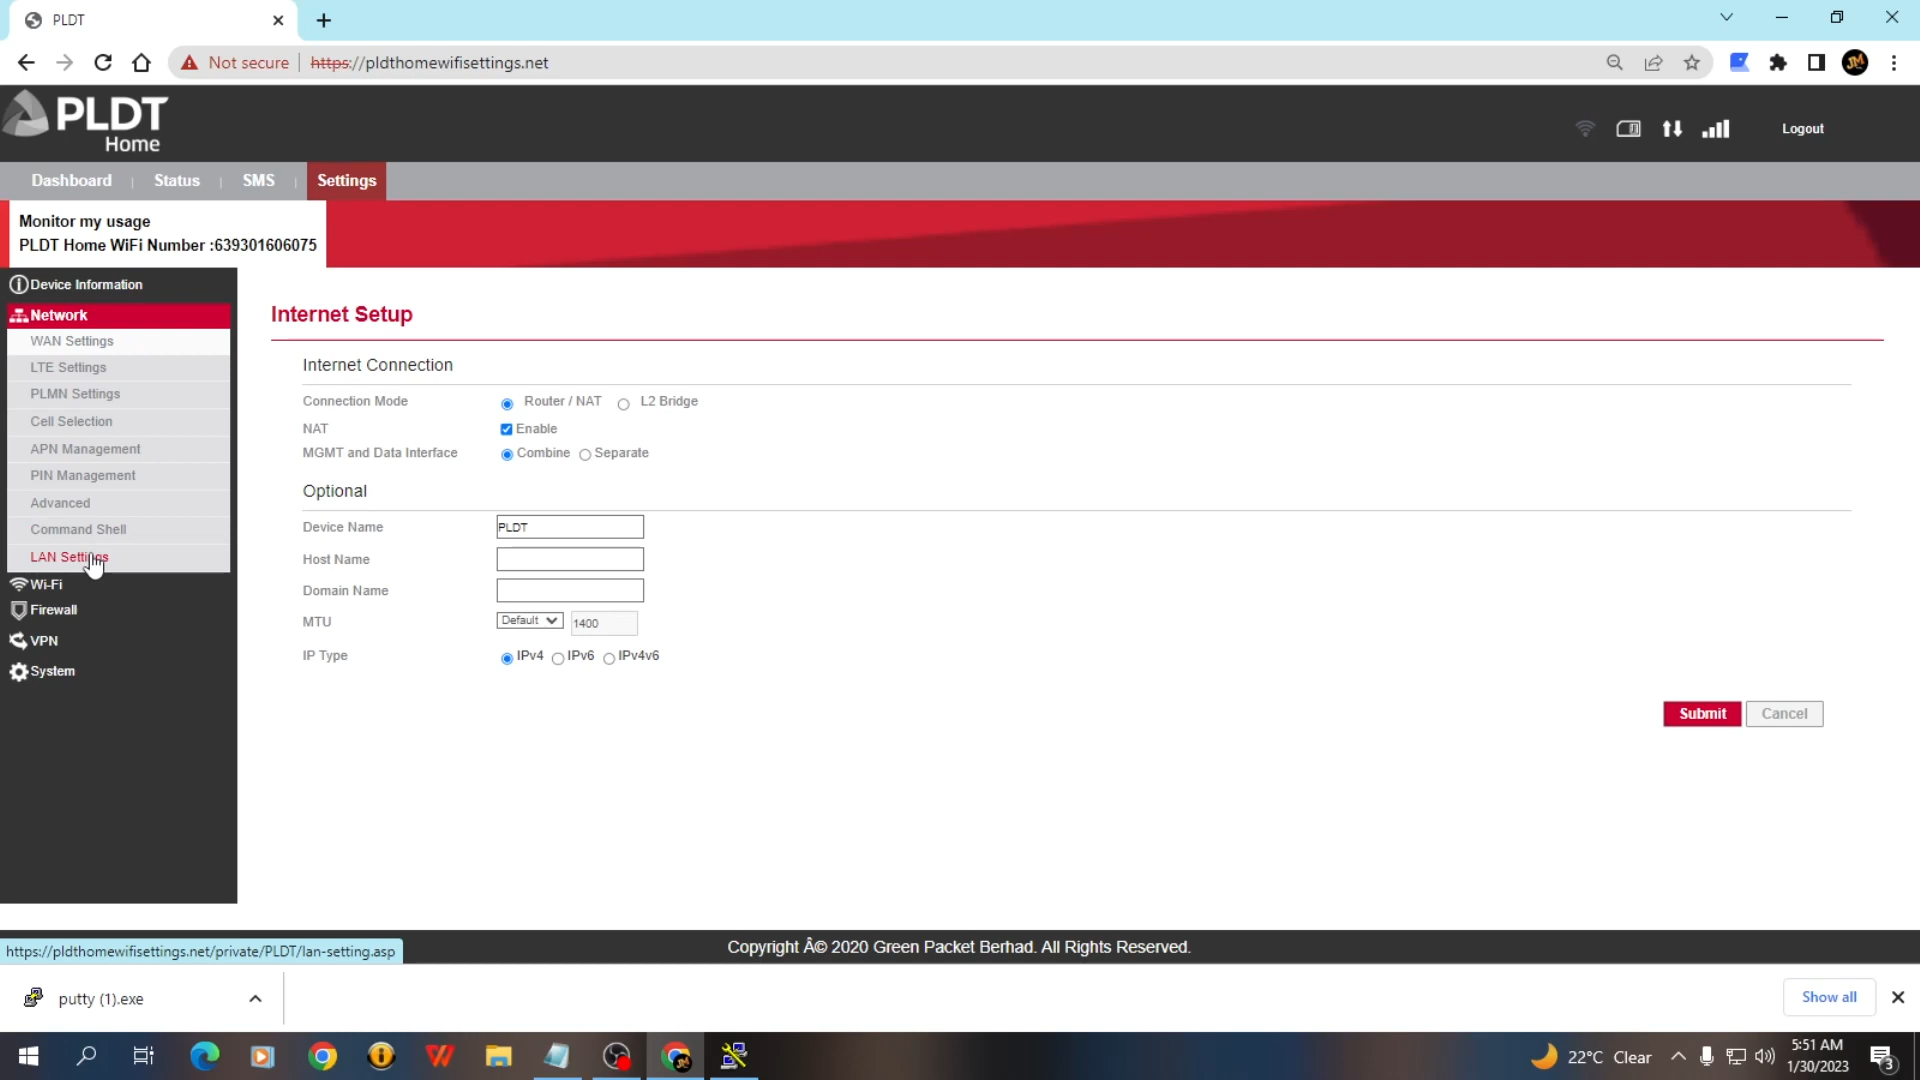 PLDT
Not secure
https://pldthomewifisettings.net
JM
PLDT
Home
Logout
Dashboard | Status | SMS | Settings
Monitor my usage
PLDT Home WiFi Number :639301606075
Device Information
Network
WAN Settings
LTE Settings
PLMN Settings
Cell Selection
APN Management
PIN Management
Advanced
Command Shell
LAN Settings
Wi-Fi
Firewall
VPN
System
Internet Setup
Internet Connection
Connection Mode Router / NAT L2 Bridge
NAT Enable
MGMT and Data Interface Combine Separate
Optional
Device Name PLDT
Host Name
Domain Name
MTU Default 1400
IP Type IPv4 IPv6 IPv4v6
Submit Cancel
Copyright Â© 2020 Green Packet Berhad. All Rights Reserved.
https://pldthomewifisettings.net/private/PLDT/lan-setting.asp
putty (1).exe
Show all
22°C Clear
5:51 AM
1/30/2023
3